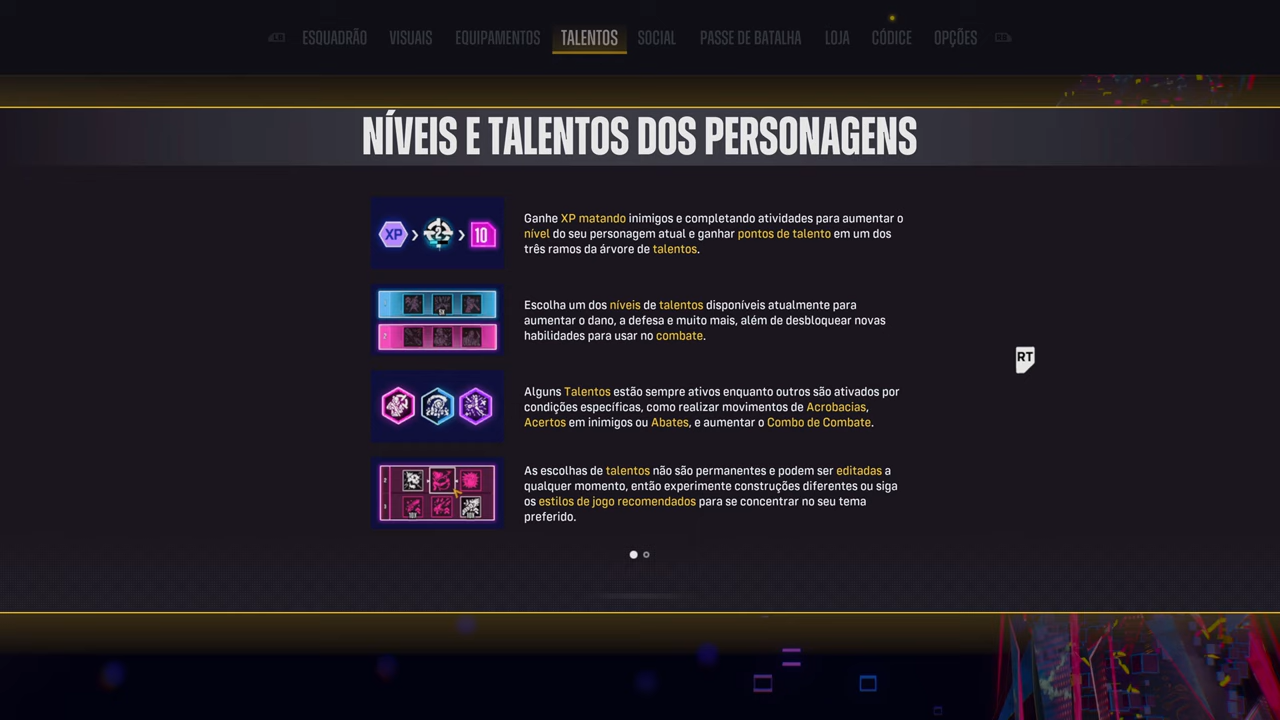 ESQUADRÃO VISUAIS EQUIPAMENTOS TALENTOS SOCIAL PASSE DE BATALHA LOJA CÓDICE OPÇÕES
NÍVEIS E TALENTOS DOS PERSONAGENS
XP 2 10
Ganhe XP matando inimigos e completando atividades para aumentar o
nível do seu personagem atual e ganhar pontos de talento em um dos
três ramos da árvore de talentos.
Escolha um dos níveis de talentos disponíveis atualmente para
aumentar o dano, a defesa e muito mais, além de desbloquear novas
habilidades para usar no combate.
RT
Alguns Talentos estão sempre ativos enquanto outros são ativados por
condições específicas, como realizar movimentos de Acrobacias,
Acertos em inimigos ou Abates, e aumentar o Combo de Combate.
As escolhas de talentos não são permanentes e podem ser editadas a
qualquer momento, então experimente construções diferentes ou siga
os estilos de jogo recomendados para se concentrar no seu tema
preferido.